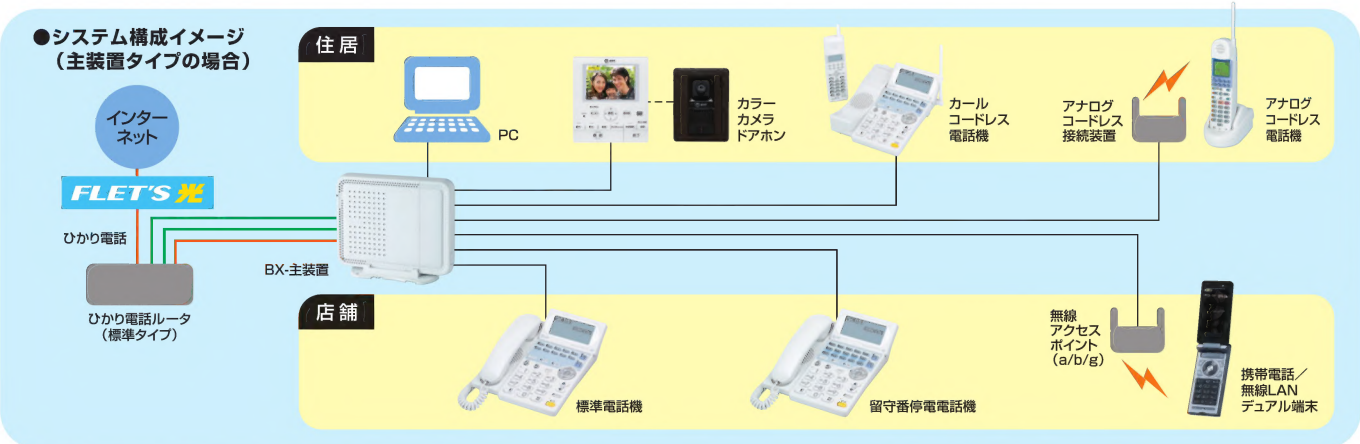 ●システム構成イメージ
（主装置タイプの場合）
インター
ネット
FLET'S 光
ひかり電話
ひかり電話ルータ
（標準タイプ）
BX-主装置
住居
PC
カラー
カメラ
ドアホン
カール
コードレス
電話機
アナログ
コードレス
接続装置
アナログ
コードレス
電話機
店舗
標準電話機
留守番停電電話機
無線
アクセス
ポイント
（a/b/g）
携帯電話／
無線LAN
デュアル端末